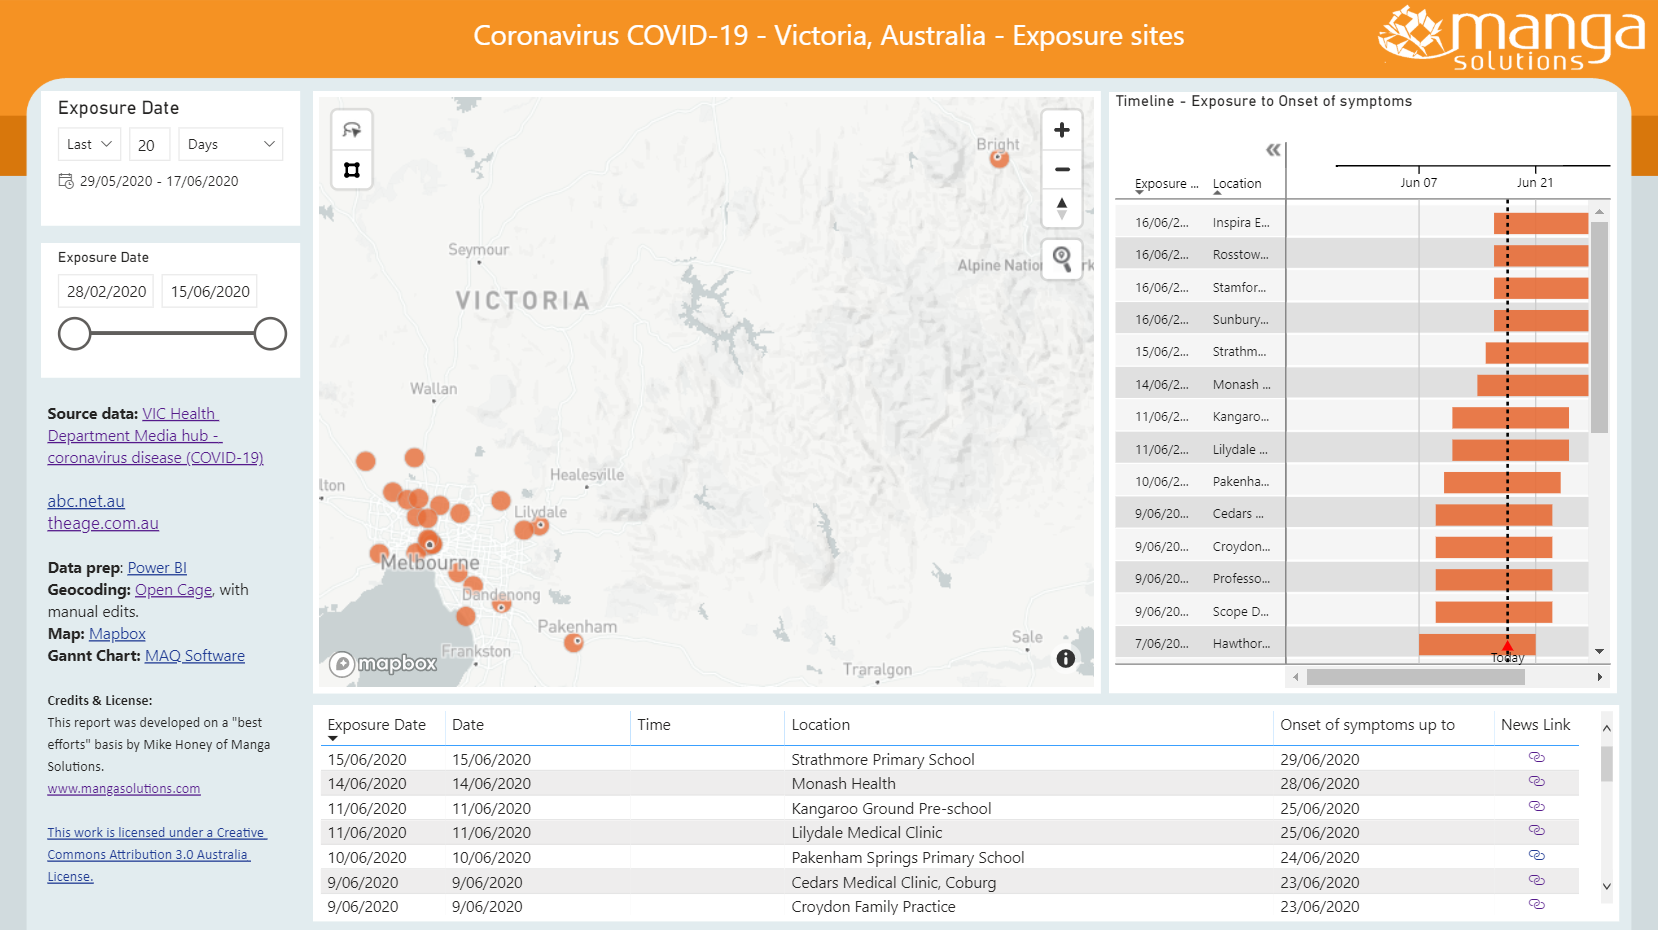 Coronavirus COVID-19 - Victoria, Australia - Exposure sites
manga
solutions
Exposure Date
Last 20 Days
29/05/2020 - 17/06/2020
Exposure Date
28/02/2020 15/06/2020
Source data: VIC Health
Department Media hub -
coronavirus disease (COVID-19)
abc.net.au
theage.com.au
Data prep: Power BI
Geocoding: Open Cage, with
manual edits.
Map: Mapbox
Gannt Chart: MAQ Software
Credits & License:
This report was developed on a "best
efforts" basis by Mike Honey of Manga
Solutions.
www.mangasolutions.com
This work is licensed under a Creative
Commons Attribution 3.0 Australia
License.
Bright
Seymour
Alpine Natio
rk
VICTORIA
Wallan
Healesville
lton
Lilydale
Melbourne
Dandenong
Pakenham
Frankston
Sale
Traralgon
mapbox
Timeline - Exposure to Onset of symptoms
Exposure ... Location Jun 07 Jun 21
16/06/2... Inspira E...
16/06/2... Rosstow...
16/06/2... Stamfor...
16/06/2... Sunbury...
15/06/2... Strathm...
14/06/2... Monash ...
11/06/2... Kangaro...
11/06/2... Lilydale ...
10/06/2... Pakenha...
9/06/20... Cedars ...
9/06/20... Croydon...
9/06/20... Professo...
9/06/20... Scope D...
7/06/20... Hawthor...
Today
Exposure Date Date Time Location Onset of symptoms up to News Link
15/06/2020 15/06/2020 Strathmore Primary School 29/06/2020
14/06/2020 14/06/2020 Monash Health 28/06/2020
11/06/2020 11/06/2020 Kangaroo Ground Pre-school 25/06/2020
11/06/2020 11/06/2020 Lilydale Medical Clinic 25/06/2020
10/06/2020 10/06/2020 Pakenham Springs Primary School 24/06/2020
9/06/2020 9/06/2020 Cedars Medical Clinic, Coburg 23/06/2020
9/06/2020 9/06/2020 Croydon Family Practice 23/06/2020